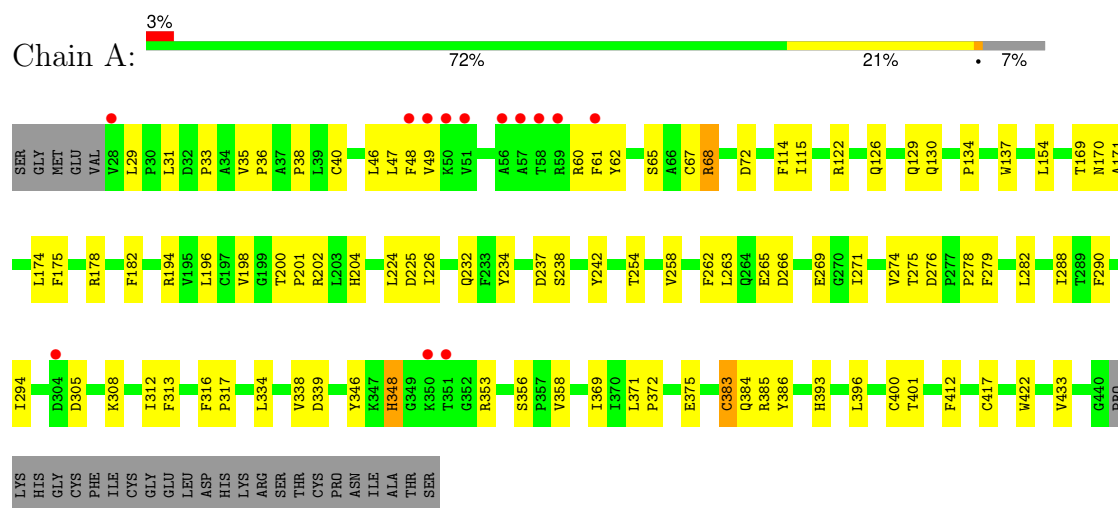 3%
Chain A:
72% 21% • 7%
SER GLY MET GLU VAL V28 L29 P30 L31 D32 P33 A34 V35 P36 A37 P38 L39 C40 L46 L47 F48 V49 K50 V51 A56 A57 T58 R59 R60 F61 Y62 S65 A66 C67 R68 D72 F114 I115 R122 Q126 Q129 Q130 P134 W137 L154 T169 N170 A171
L174 F175 R178 F182 R194 V195 L196 C197 V198 G199 T200 P201 R202 L203 H204 L224 D225 I226 Q232 F233 Y234 D237 S238 Y242 T254 V258 F262 L263 Q264 E265 D266 E269 G270 I271 V274 T275 D276 P277 P278 F279 L282 I288 T289 F290
I294 D304 D305 K308 I312 F313 F316 P317 L334 V338 D339 Y346 K347 H348 G349 K350 T351 G352 R353 S356 P357 V358 I369 I370 L371 P372 E375 C383 Q384 R385 Y386 H393 L396 C400 T401 F412 C417 W422 V433 G440 PRO
LYS HIS GLY CYS PHE ILE CYS GLY GLU LEU ASP HIS LYS ARG SER THR CYS PRO ASN ILE ALA THR SER